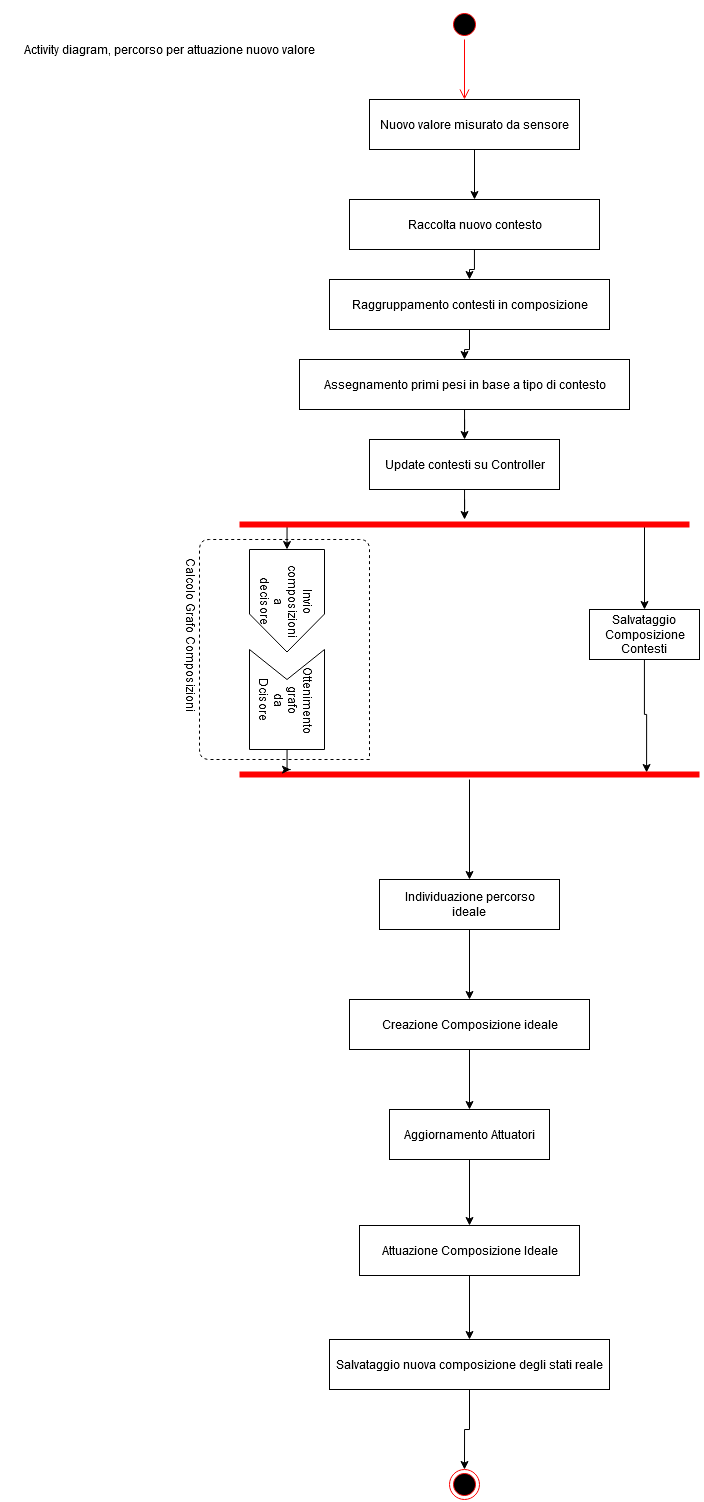 Activity diagram, percorso per attuazione nuovo valore
Nuovo valore misurato da sensore
Raccolta nuovo contesto
Raggruppamento contesti in composizione
Assegnamento primi pesi in base a tipo di contesto
Update contesti su Controller
Calcolo Grafo Composizioni
Invio
composizioni
a
decisore
Ottenimento
grafo
da
Dcisore
Salvataggio
Composizione
Contesti
Individuazione percorso
ideale
Creazione Composizione ideale
Aggiornamento Attuatori
Attuazione Composizione Ideale
Salvataggio nuova composizione degli stati reale